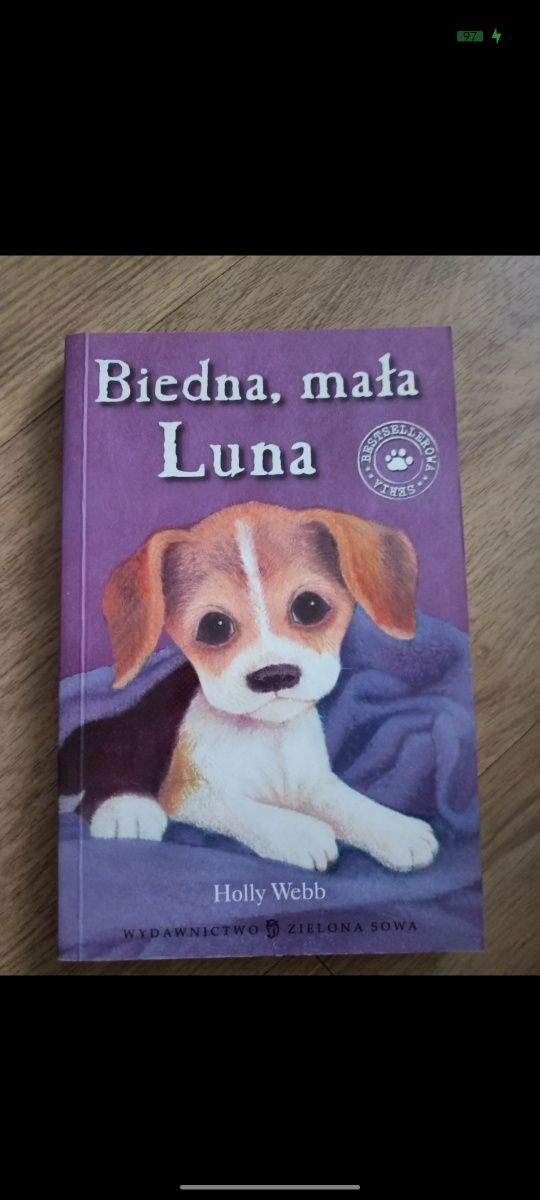 97
Biedna, mała
Luna
BESTSELLEROWA
SERIA
Holly Webb
WYDAWNICTWO ZIELONA SOWA